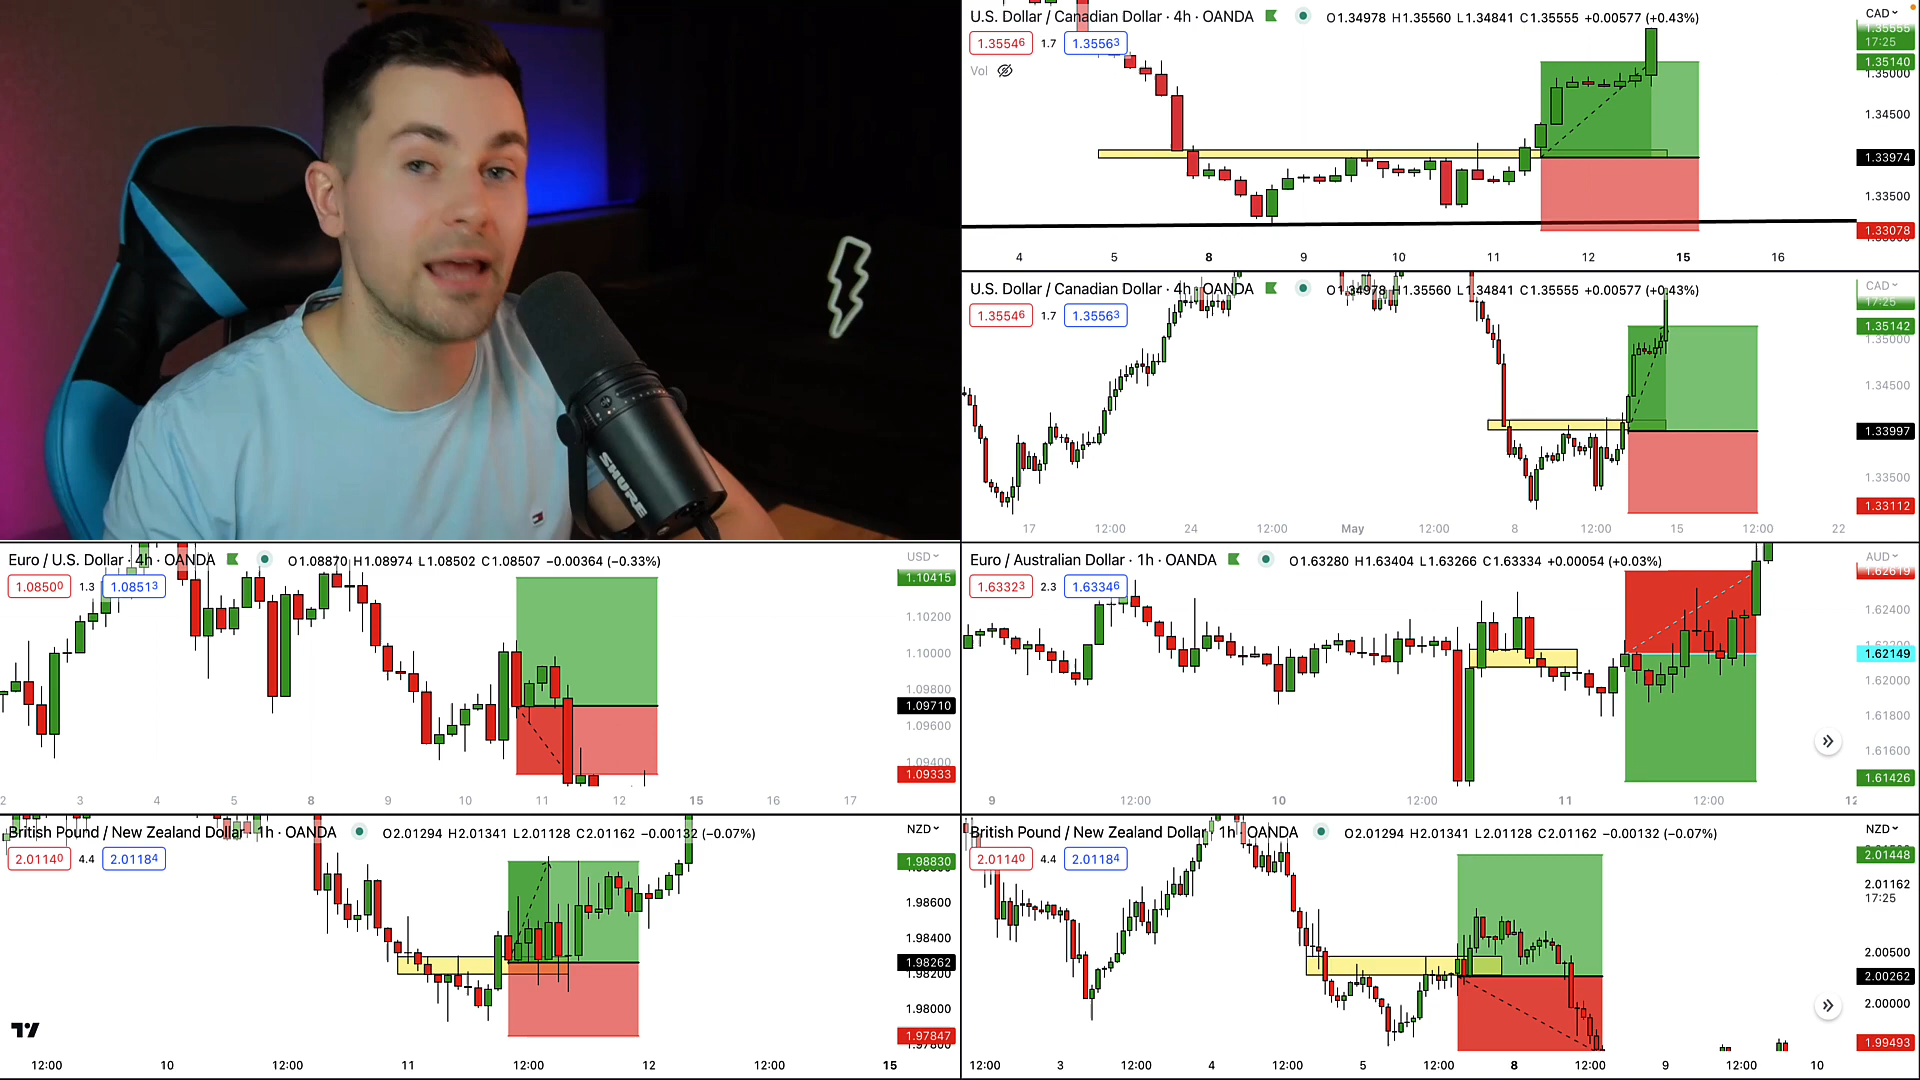 SHURE
U.S. Dollar / Canadian Dollar · 4h · OANDA O1.34978 H1.35560 L1.34841 C1.35555 +0.00577 (+0.43%) CAD
1.35546 1.7 1.35563
Vol
1.35555
17:25
1.35140
1.35000
1.34500
1.33974
1.33500
1.33078
4 5 8 9 10 11 12 15 16
U.S. Dollar / Canadian Dollar · 4h · OANDA O1.34978 H1.35560 L1.34841 C1.35555 +0.00577 (+0.43%) CAD
1.35546 1.7 1.35563
17:25
1.35142
1.35000
1.34500
1.33997
1.33500
1.33112
17 12:00 24 12:00 May 12:00 8 12:00 15 12:00 22
Euro / U.S. Dollar · 4h · OANDA O1.08870 H1.08974 L1.08502 C1.08507 −0.00364 (−0.33%) USD
1.08500 1.3 1.08513
1.10415
1.10200
1.10000
1.09800
1.09710
1.09600
1.09400
1.09333
2 3 4 5 8 9 10 11 12 15 16 17
Euro / Australian Dollar · 1h · OANDA O1.63280 H1.63404 L1.63266 C1.63334 +0.00054 (+0.03%) AUD
1.63323 2.3 1.63346
1.62619
1.62400
1.62149
1.62000
1.61800
1.61600
1.61426
9 12:00 10 12:00 11 12:00 12
British Pound / New Zealand Dollar · 1h · OANDA O2.01294 H2.01341 L2.01128 C2.01162 −0.00132 (−0.07%) NZD
2.01140 4.4 2.01184
1.98830
1.98600
1.98400
1.98262
1.98200
1.98000
1.97847
12:00 10 12:00 11 12:00 12 12:00 15
British Pound / New Zealand Dollar · 1h · OANDA O2.01294 H2.01341 L2.01128 C2.01162 −0.00132 (−0.07%) NZD
2.01140 4.4 2.01184
2.01448
2.01162
17:25
2.00500
2.00262
2.00000
1.99493
12:00 3 12:00 4 12:00 5 12:00 8 12:00 9 12:00 10